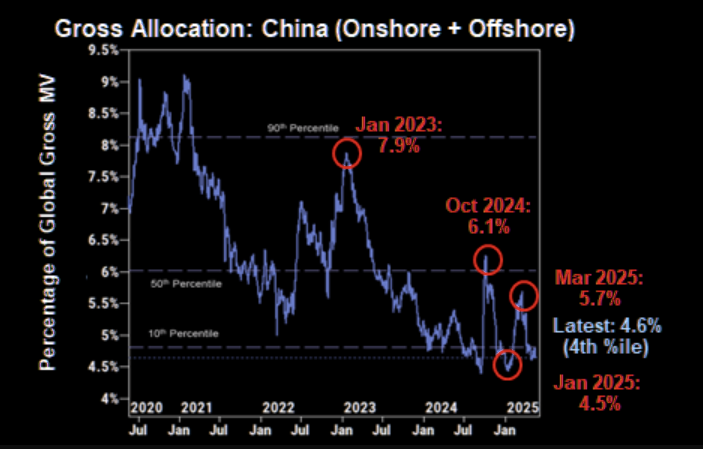 Gross Allocation: China (Onshore + Offshore)
Percentage of Global Gross MV
9.5%
9%
8.5%
8%
7.5%
7%
6.5%
6%
5.5%
5%
4.5%
4%
90th Percentile
50th Percentile
10th Percentile
Jan 2023:
7.9%
Oct 2024:
6.1%
Mar 2025:
5.7%
Latest: 4.6%
(4th %ile)
Jan 2025:
4.5%
2020 2021 2022 2023 2024 2025
Jul Jan Jul Jan Jul Jan Jul Jan Jul Jan